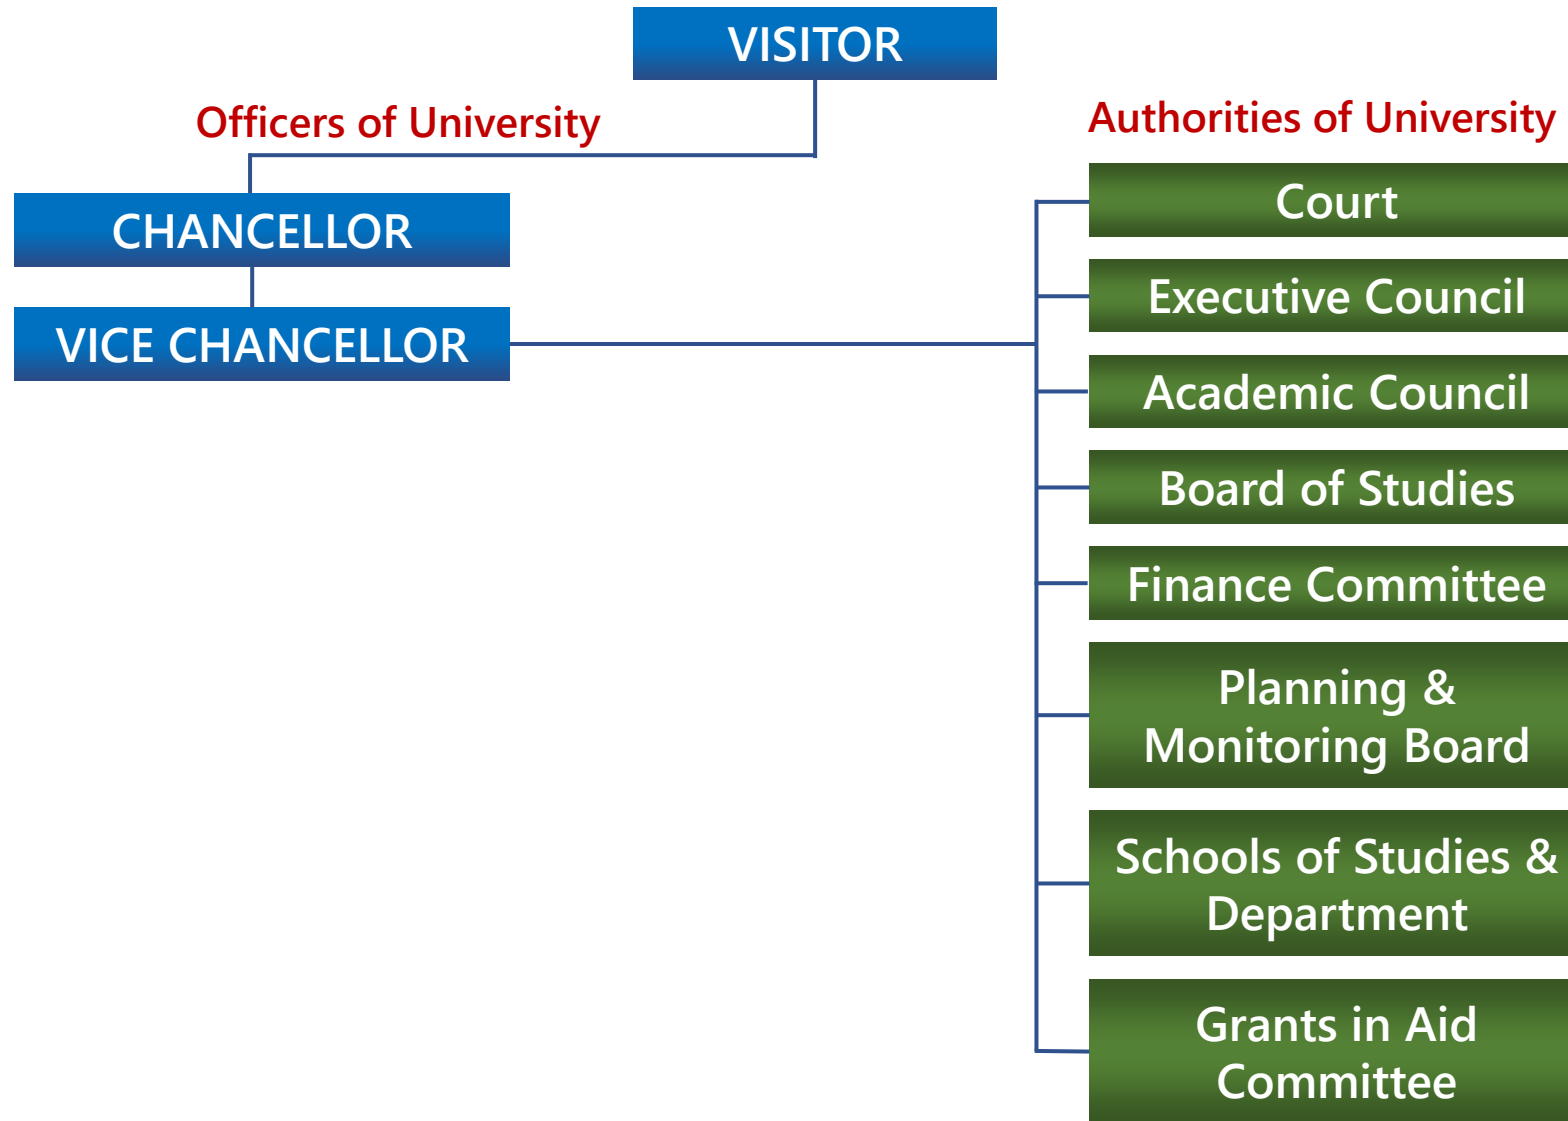 VISITOR
Officers of University
CHANCELLOR
VICE CHANCELLOR
Authorities of University
Court
Executive Council
Academic Council
Board of Studies
Finance Committee
Planning &
Monitoring Board
Schools of Studies &
Department
Grants in Aid
Committee